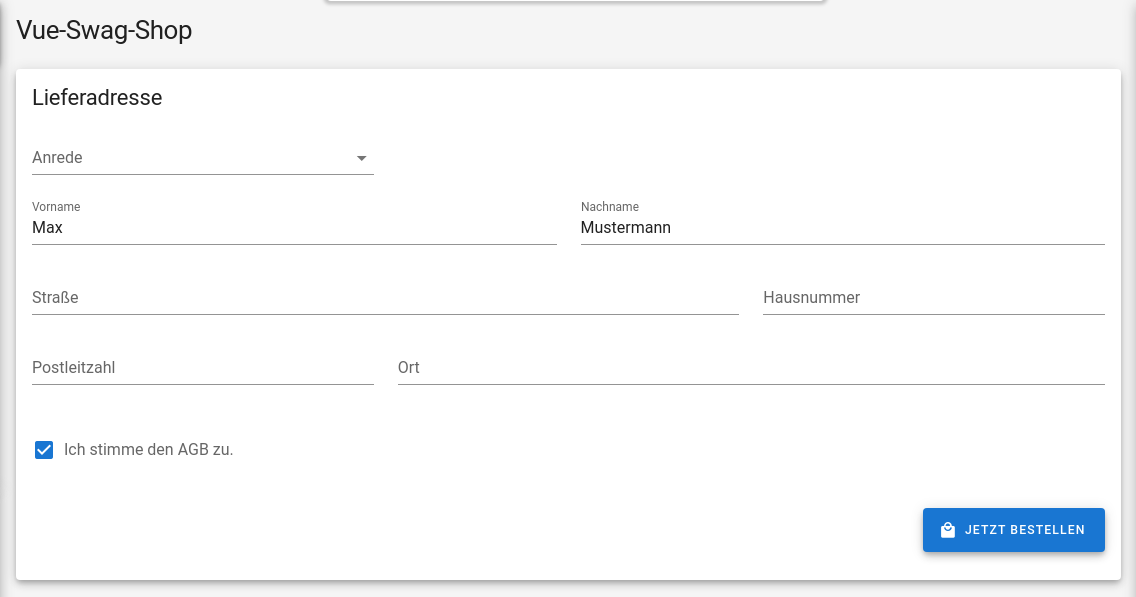 Vue-Swag-Shop
Lieferadresse
Anrede
Vorname Nachname
Max Mustermann
Straße Hausnummer
Postleitzahl Ort
Ich stimme den AGB zu.
JETZT BESTELLEN